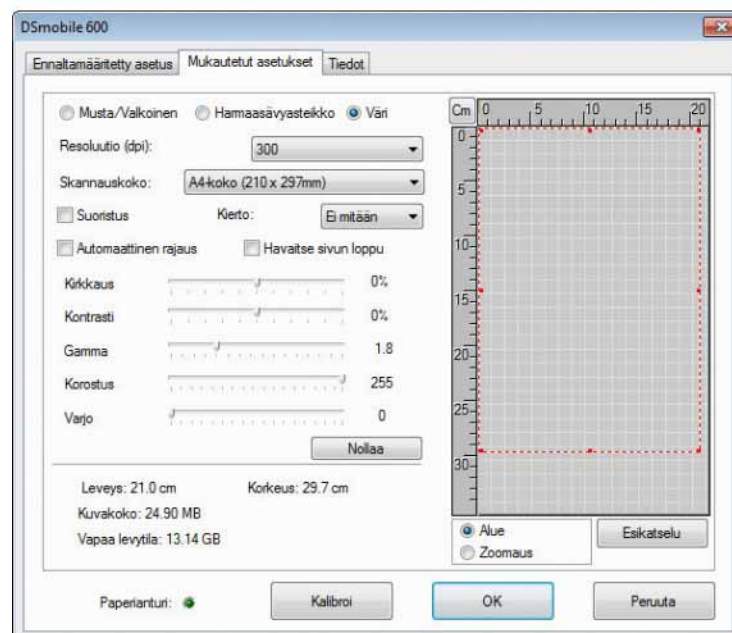 DSmobile 600
Ennaltamääritetty asetus Mukautetut asetukset Tiedot
Musta/Valkoinen Harmaasävyasteikko Väri
Resoluutio (dpi): 300
Skannauskoko: A4-koko (210 x 297mm)
Suoristus Kierto: Ei mitään
Automaattinen rajaus Havaitse sivun loppu
Kirkkaus 0%
Kontrasti 0%
Gamma 1.8
Korostus 255
Varjo 0
Nollaa
Leveys: 21.0 cm Korkeus: 29.7 cm
Kuvakoko: 24.90 MB
Vapaa levytila: 13.14 GB
Cm 0 5 10 15 20
0
5
10
15
20
25
30
Alue
Zoomaus
Esikatselu
Paperianturi: Kalibroi OK Peruuta